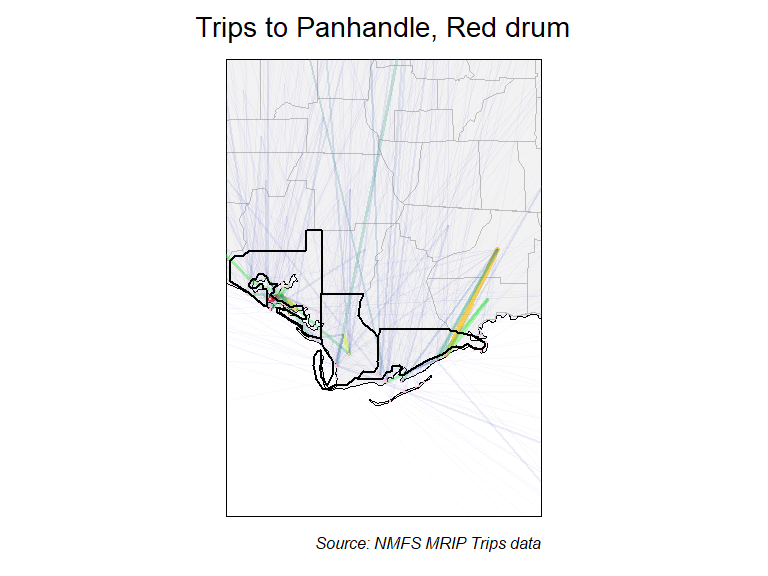 Trips to Panhandle, Red drum
Source: NMFS MRIP Trips data